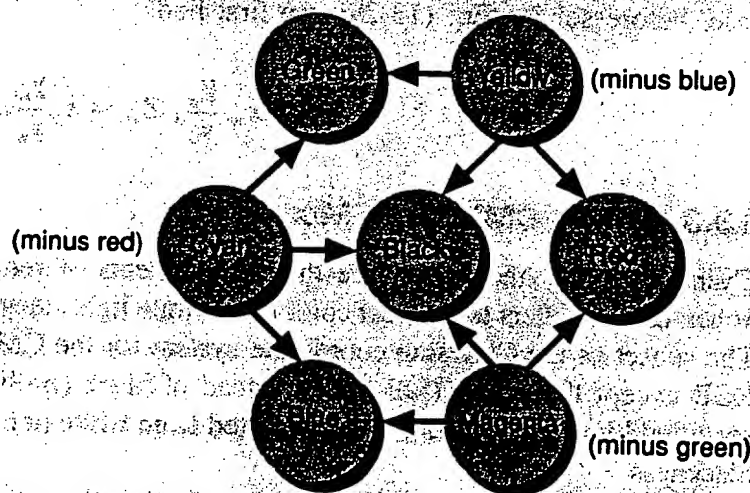 Green
Yellow
(minus blue)
(minus red)
Cyan
Black
Red
Blue
Magenta
(minus green)